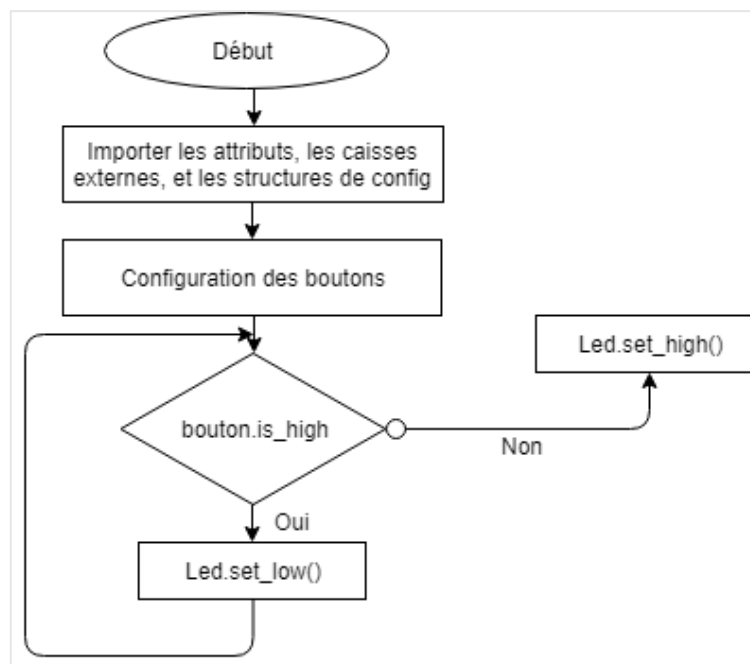 Début
Importer les attributs, les caisses
externes, et les structures de config
Configuration des boutons
Led.set_high()
bouton.is_high
Non
Oui
Led.set_low()